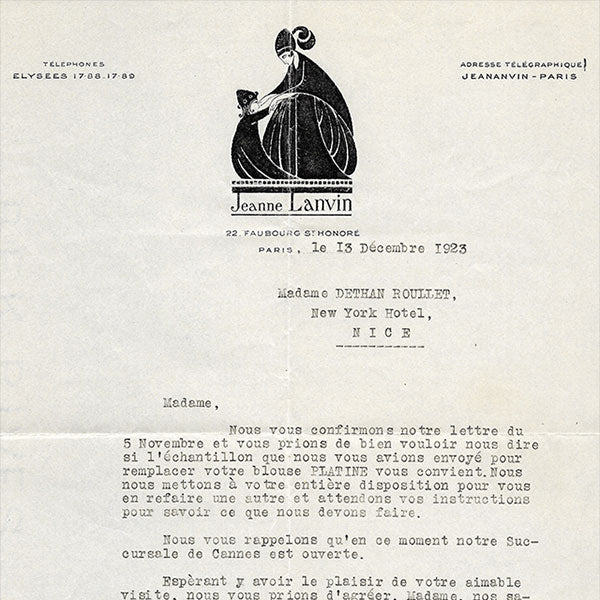 TÉLÉPHONES
ELYSÉES 17-88.17-89
ADRESSE TÉLÉGRAPHIQUE
JEANANVIN-PARIS
Jeanne Lanvin
22. FAUBOURG ST HONORÉ
PARIS, le 13 Décembre 1923
Madame DETHAN ROULLET,
New York Hotel,
N I C E
Madame,
Nous vous confirmons notre lettre du
5 Novembre et vous prions de bien vouloir nous dire
si l'échantillon que nous vous avions envoyé pour
remplacer votre blouse PLATINE vous convient.Nous
nous mettons à votre entière disposition pour vous
en refaire une autre et attendons vos instructions
pour savoir ce que nous devons faire.
Nous vous rappelons qu'en ce moment notre Suc-
cursale de Cannes est ouverte.
Espèrant y avoir le plaisir de votre aimable
visite, nous vous prions d'agréer, Madame, nos sa-